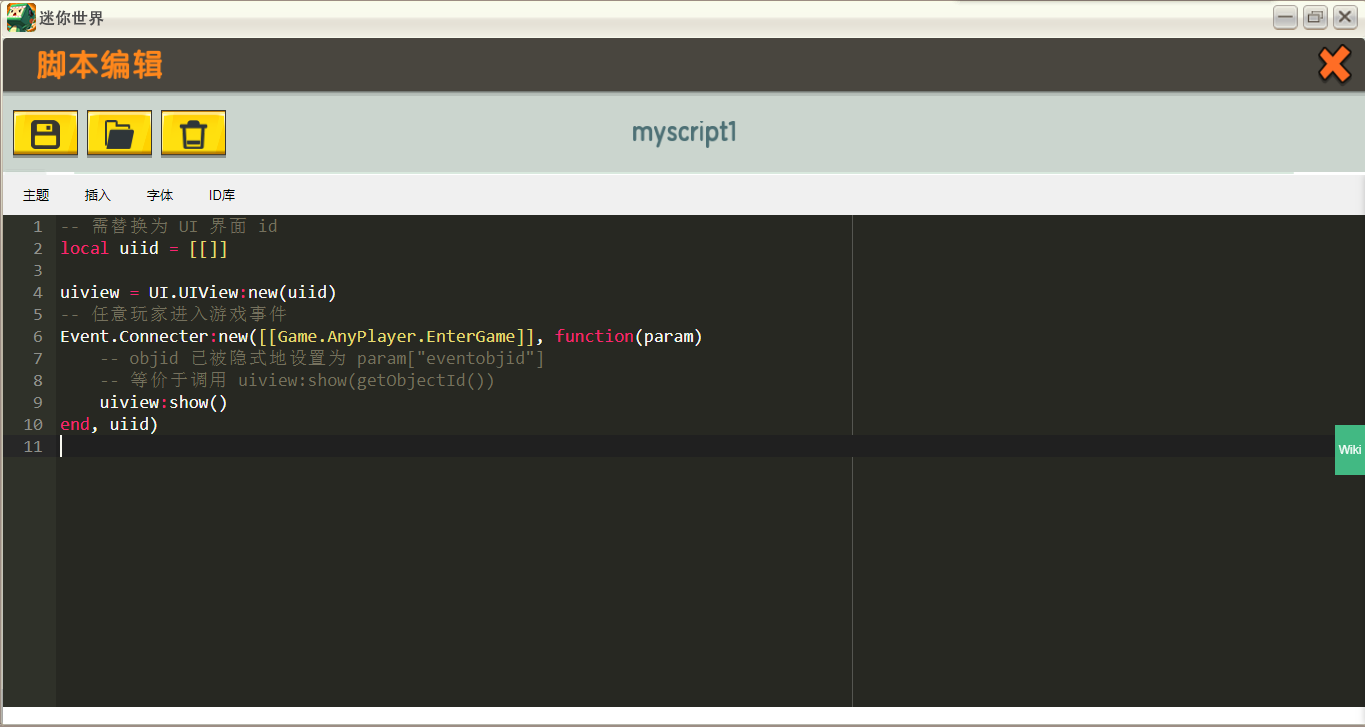 迷你世界
脚本编辑
myscript1
主题 插入 字体 ID库
1 -- 需替换为 UI 界面 id
2 local uiid = [[]]
3
4 uiview = UI.UIView:new(uiid)
5 -- 任意玩家进入游戏事件
6 Event.Connecter:new([[Game.AnyPlayer.EnterGame]], function(param)
7     -- objid 已被隐式地设置为 param["eventobjid"]
8     -- 等价于调用 uiview:show(getObjectId())
9     uiview:show()
10 end, uiid)
11
Wiki